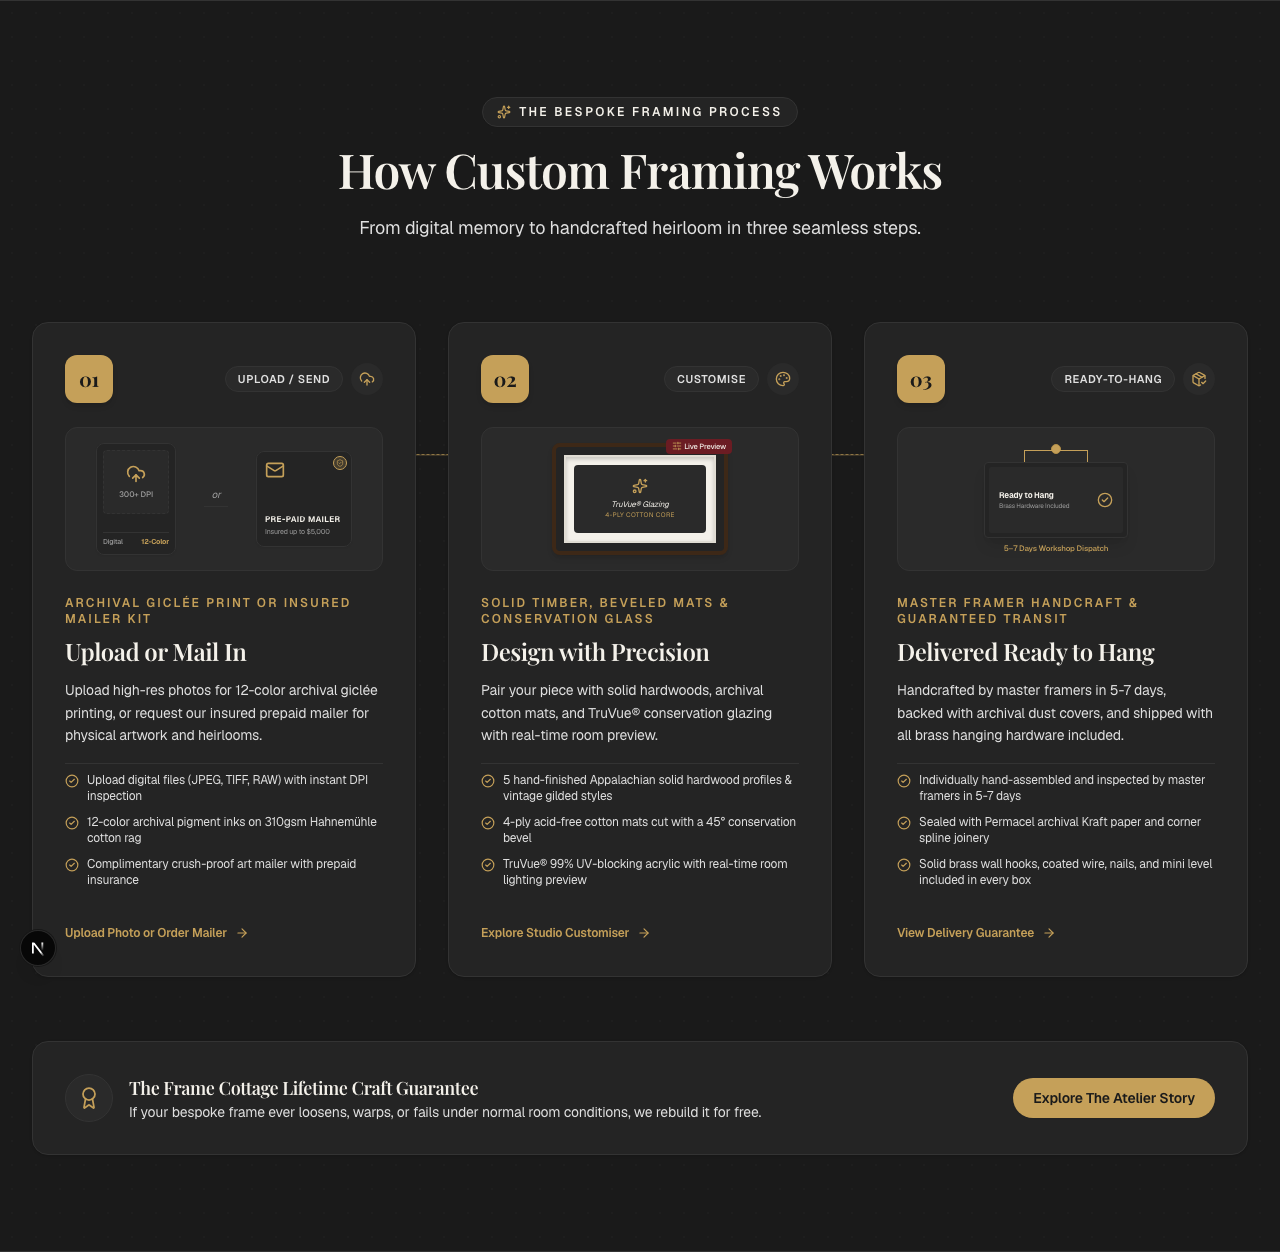 THE BESPOKE FRAMING PROCESS
How Custom Framing Works
From digital memory to handcrafted heirloom in three seamless steps.
01
UPLOAD / SEND
300+ DPI
Digital
12-Color
or
PRE-PAID MAILER
Insured up to $5,000
ARCHIVAL GICLÉE PRINT OR INSURED
MAILER KIT
Upload or Mail In
Upload high-res photos for 12-color archival giclée
printing, or request our insured prepaid mailer for
physical artwork and heirlooms.
Upload digital files (JPEG, TIFF, RAW) with instant DPI
inspection
12-color archival pigment inks on 310gsm Hahnemühle
cotton rag
Complimentary crush-proof art mailer with prepaid
insurance
Upload Photo or Order Mailer
02
CUSTOMISE
Live Preview
TruVue® Glazing
4-PLY COTTON CORE
SOLID TIMBER, BEVELED MATS &
CONSERVATION GLASS
Design with Precision
Pair your piece with solid hardwoods, archival
cotton mats, and TruVue® conservation glazing
with real-time room preview.
5 hand-finished Appalachian solid hardwood profiles &
vintage gilded styles
4-ply acid-free cotton mats cut with a 45° conservation
bevel
TruVue® 99% UV-blocking acrylic with real-time room
lighting preview
Explore Studio Customiser
03
READY-TO-HANG
Ready to Hang
Brass Hardware Included
5–7 Days Workshop Dispatch
MASTER FRAMER HANDCRAFT &
GUARANTEED TRANSIT
Delivered Ready to Hang
Handcrafted by master framers in 5-7 days,
backed with archival dust covers, and shipped with
all brass hanging hardware included.
Individually hand-assembled and inspected by master
framers in 5-7 days
Sealed with Permacel archival Kraft paper and corner
spline joinery
Solid brass wall hooks, coated wire, nails, and mini level
included in every box
View Delivery Guarantee
N
The Frame Cottage Lifetime Craft Guarantee
If your bespoke frame ever loosens, warps, or fails under normal room conditions, we rebuild it for free.
Explore The Atelier Story